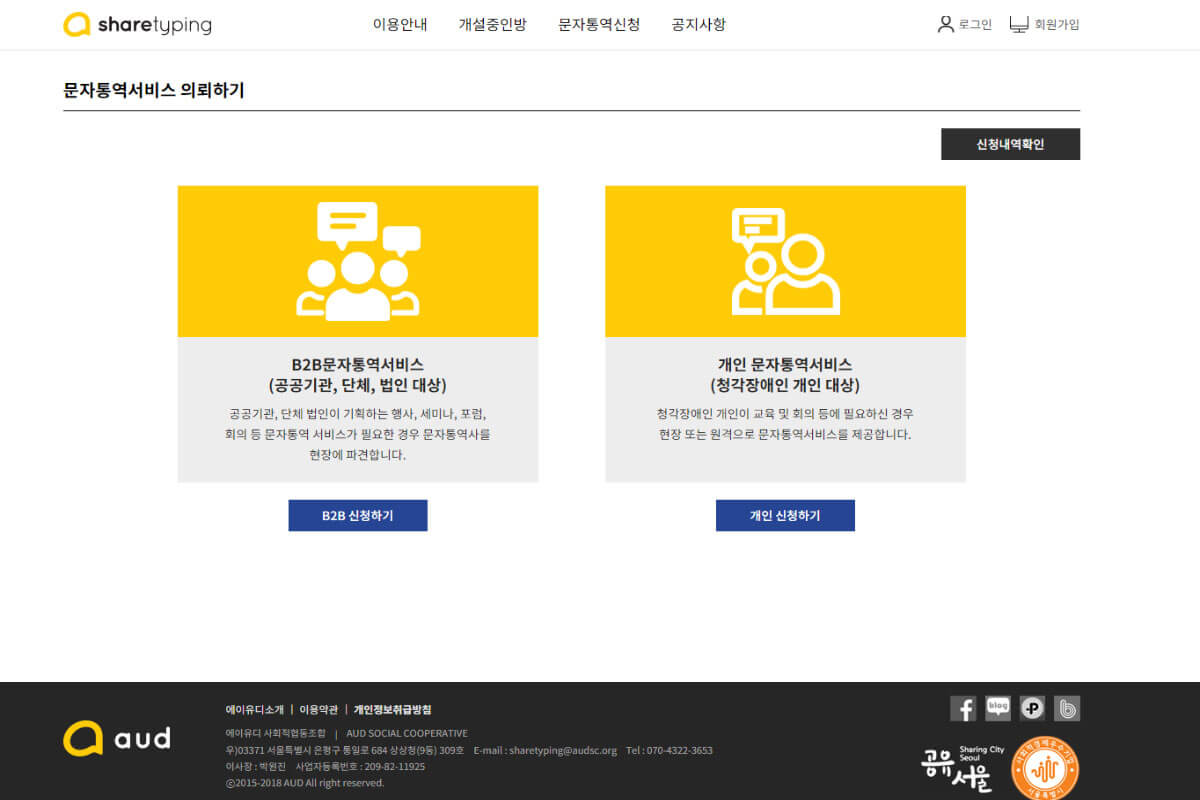 sharetyping
이용안내 개설중인방 문자통역신청 공지사항
로그인 회원가입
문자통역서비스 의뢰하기
신청내역확인
B2B문자통역서비스
(공공기관, 단체, 법인 대상)
공공기관, 단체 법인이 기획하는 행사, 세미나, 포럼,
회의 등 문자통역 서비스가 필요한 경우 문자통역사를
현장에 파견합니다.
B2B 신청하기
개인 문자통역서비스
(청각장애인 개인 대상)
청각장애인 개인이 교육 및 회의 등에 필요하신 경우
현장 또는 원격으로 문자통역서비스를 제공합니다.
개인 신청하기
aud
에이유디소개 | 이용약관 | 개인정보취급방침
에이유디 사회적협동조합 | AUD SOCIAL COOPERATIVE
우)03371 서울특별시 은평구 통일로 684 상상청(9동) 309호 E-mail : sharetyping@audsc.org Tel : 070-4322-3653
이사장 : 박원진 사업자등록번호 : 209-82-11925
©2015-2018 AUD All right reserved.
blog
공유서울
Sharing City
Seoul
서울특별시